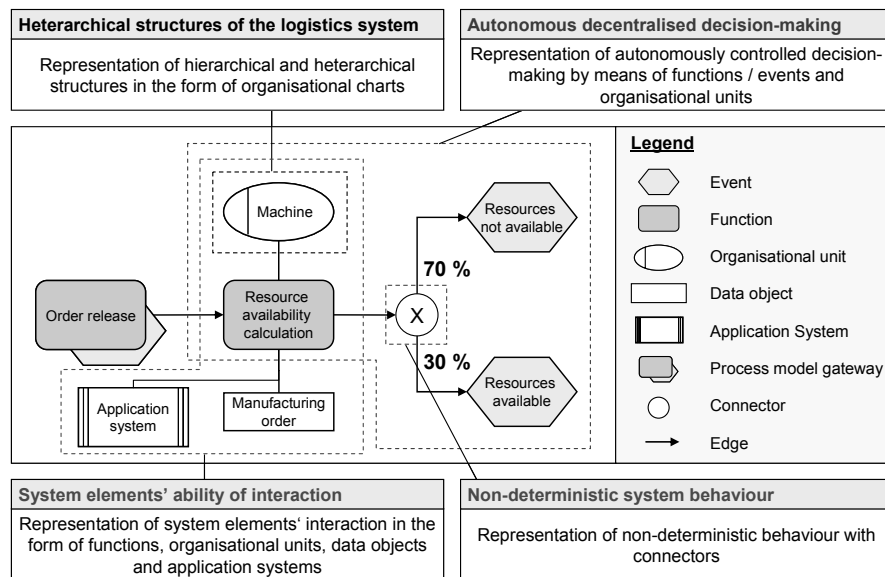 Heterarchical structures of the logistics system
Representation of hierarchical and heterarchical
structures in the form of organisational charts
Autonomous decentralised decision-making
Representation of autonomously controlled decision-
making by means of functions / events and
organisational units
Machine
Resources
not available
70 %
Order release
Resource
availability
calculation
X
30 %
Resources
available
Application
system
Manufacturing
order
Legend
Event
Function
Organisational unit
Data object
Application System
Process model gateway
Connector
Edge
System elements' ability of interaction
Representation of system elements‘ interaction in the
form of functions, organisational units, data objects
and application systems
Non-deterministic system behaviour
Representation of non-deterministic behaviour with
connectors